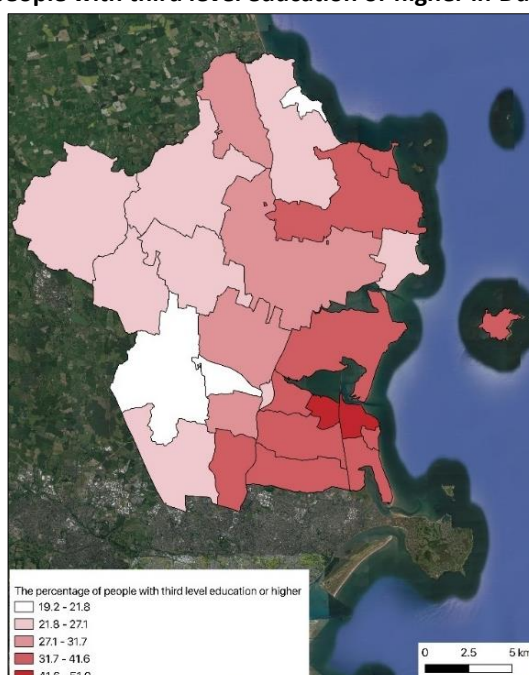 people with third level education or higher in
The percentage of people with third level education or higher
19.2 - 21.8
21.8 - 27.1
27.1 - 31.7
31.7 - 41.6
41.6 -
0 2.5 5 km